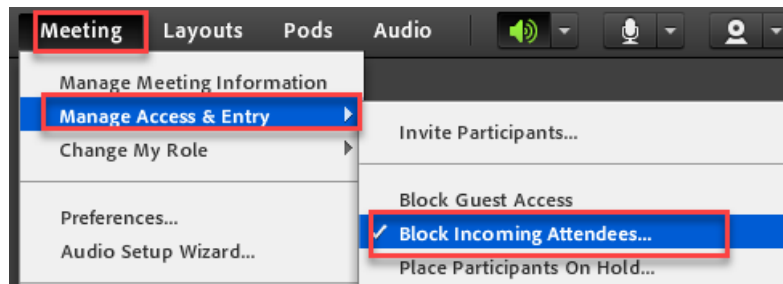 Meeting Layouts Pods Audio
Manage Meeting Information
Manage Access & Entry
Change My Role
Preferences...
Audio Setup Wizard...
Invite Participants...
Block Guest Access
Block Incoming Attendees...
Place Participants On Hold...